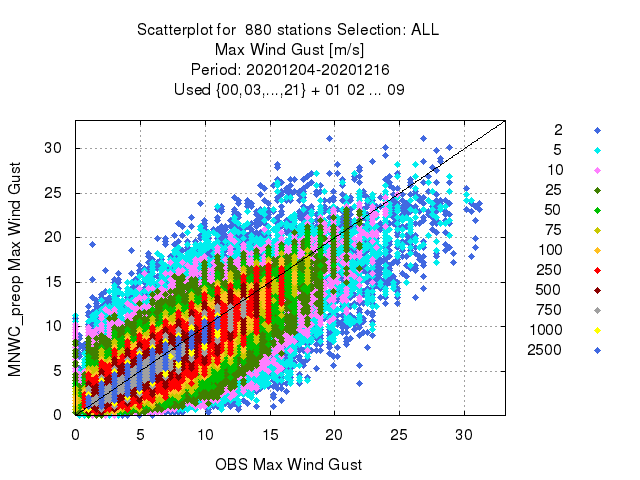 Scatterplot for 880 stations Selection: ALL
Max Wind Gust [m/s]
Period: 20201204-20201216
Used {00,03,...,21} + 01 02 ... 09
MNWC_preop Max Wind Gust
30
25
20
15
10
5
0
0 5 10 15 20 25 30
OBS Max Wind Gust
2
5
10
25
50
75
100
250
500
750
1000
2500